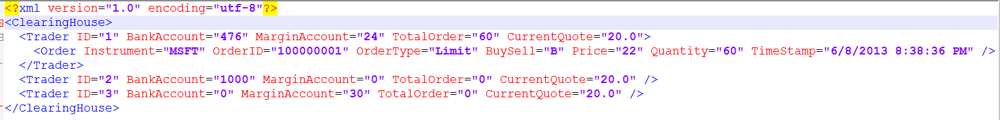 <?xml version="1.0" encoding="utf-8"?>
<ClearingHouse>
<Trader ID="1" BankAccount="476" MarginAccount="24" TotalOrder="60" CurrentQuote="20.0">
<Order Instrument="MSFT" OrderID="100000001" OrderType="Limit" BuySell="B" Price="22" Quantity="60" TimeStamp="6/8/2013 8:38:36 PM" />
</Trader>
<Trader ID="2" BankAccount="1000" MarginAccount="0" TotalOrder="0" CurrentQuote="20.0" />
<Trader ID="3" BankAccount="0" MarginAccount="30" TotalOrder="0" CurrentQuote="20.0" />
</ClearingHouse>